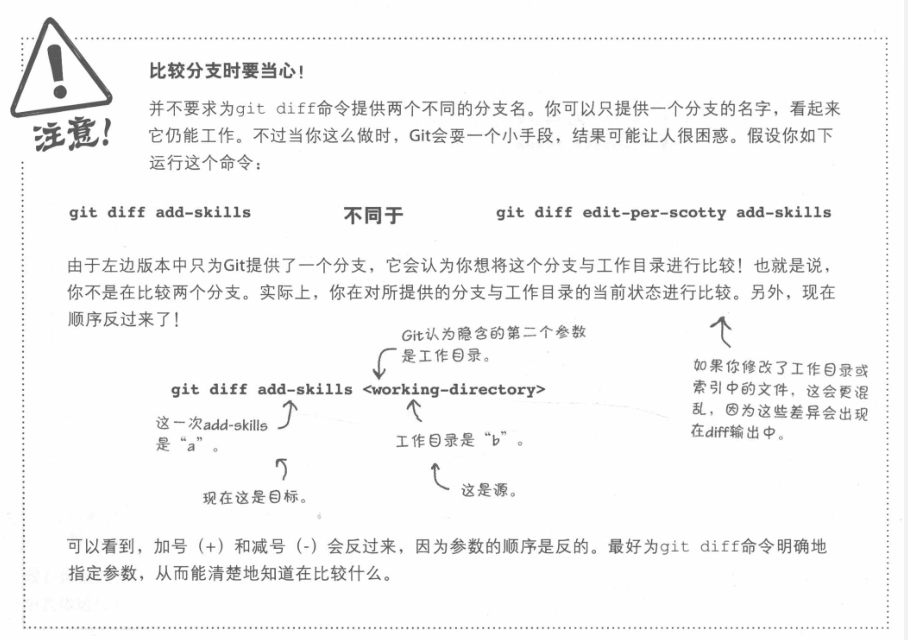 注意!
比较分支时要当心!
并不要求为git diff命令提供两个不同的分支名。你可以只提供一个分支的名字，看起来
它仍能工作。不过当你这么做时，Git会耍一个小手段，结果可能让人很困惑。假设你如下
运行这个命令：
git diff add-skills 不同于 git diff edit-per-scotty add-skills
由于左边版本中只为Git提供了一个分支，它会认为你想将这个分支与工作目录进行比较！也就是说，
你不是在比较两个分支。实际上，你在对所提供的分支与工作目录的当前状态进行比较。另外，现在
顺序反过来了！
Git认为隐含的第二个参数
是工作目录。
git diff add-skills <working-directory>
这一次add-skills
是“a”。
工作目录是“b”。
现在这是目标。
这是源。
如果你修改了工作目录或
索引中的文件，这会更混
乱，因为这些差异会出现
在diff输出中。
可以看到，加号（+）和减号（-）会反过来，因为参数的顺序是反的。最好为git diff命令明确地
指定参数，从而能清楚地知道在比较什么。